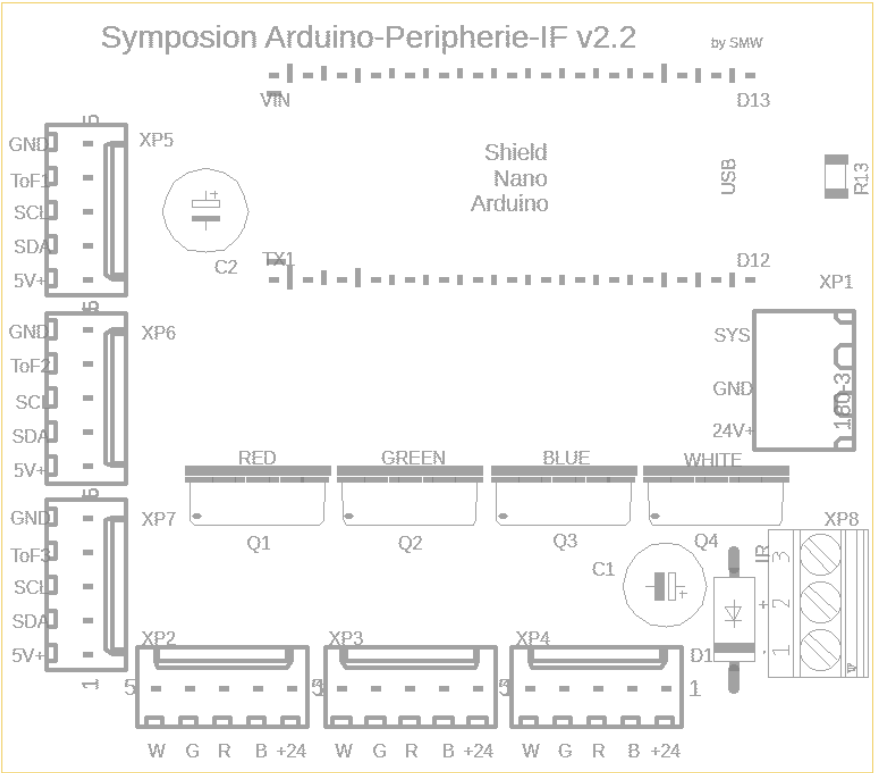 Symposion Arduino-Peripherie-IF v2.2 by SMW
VIN D13
Shield
Nano
Arduino
USB
R13
TX1 D12
XP5
GND
ToF1
SCL
SDA
5V+
C2
XP1
SYS
GND
24V+
180-3
XP6
GND
ToF2
SCL
SDA
5V+
RED GREEN BLUE WHITE
Q1 Q2 Q3 Q4
XP7
GND
ToF3
SCL
SDA
5V+
1
C1
XP8
IR 3
+ 2
- 1
D1
XP2 XP3 XP4
5 1
W G R B +24 W G R B +24 W G R B +24